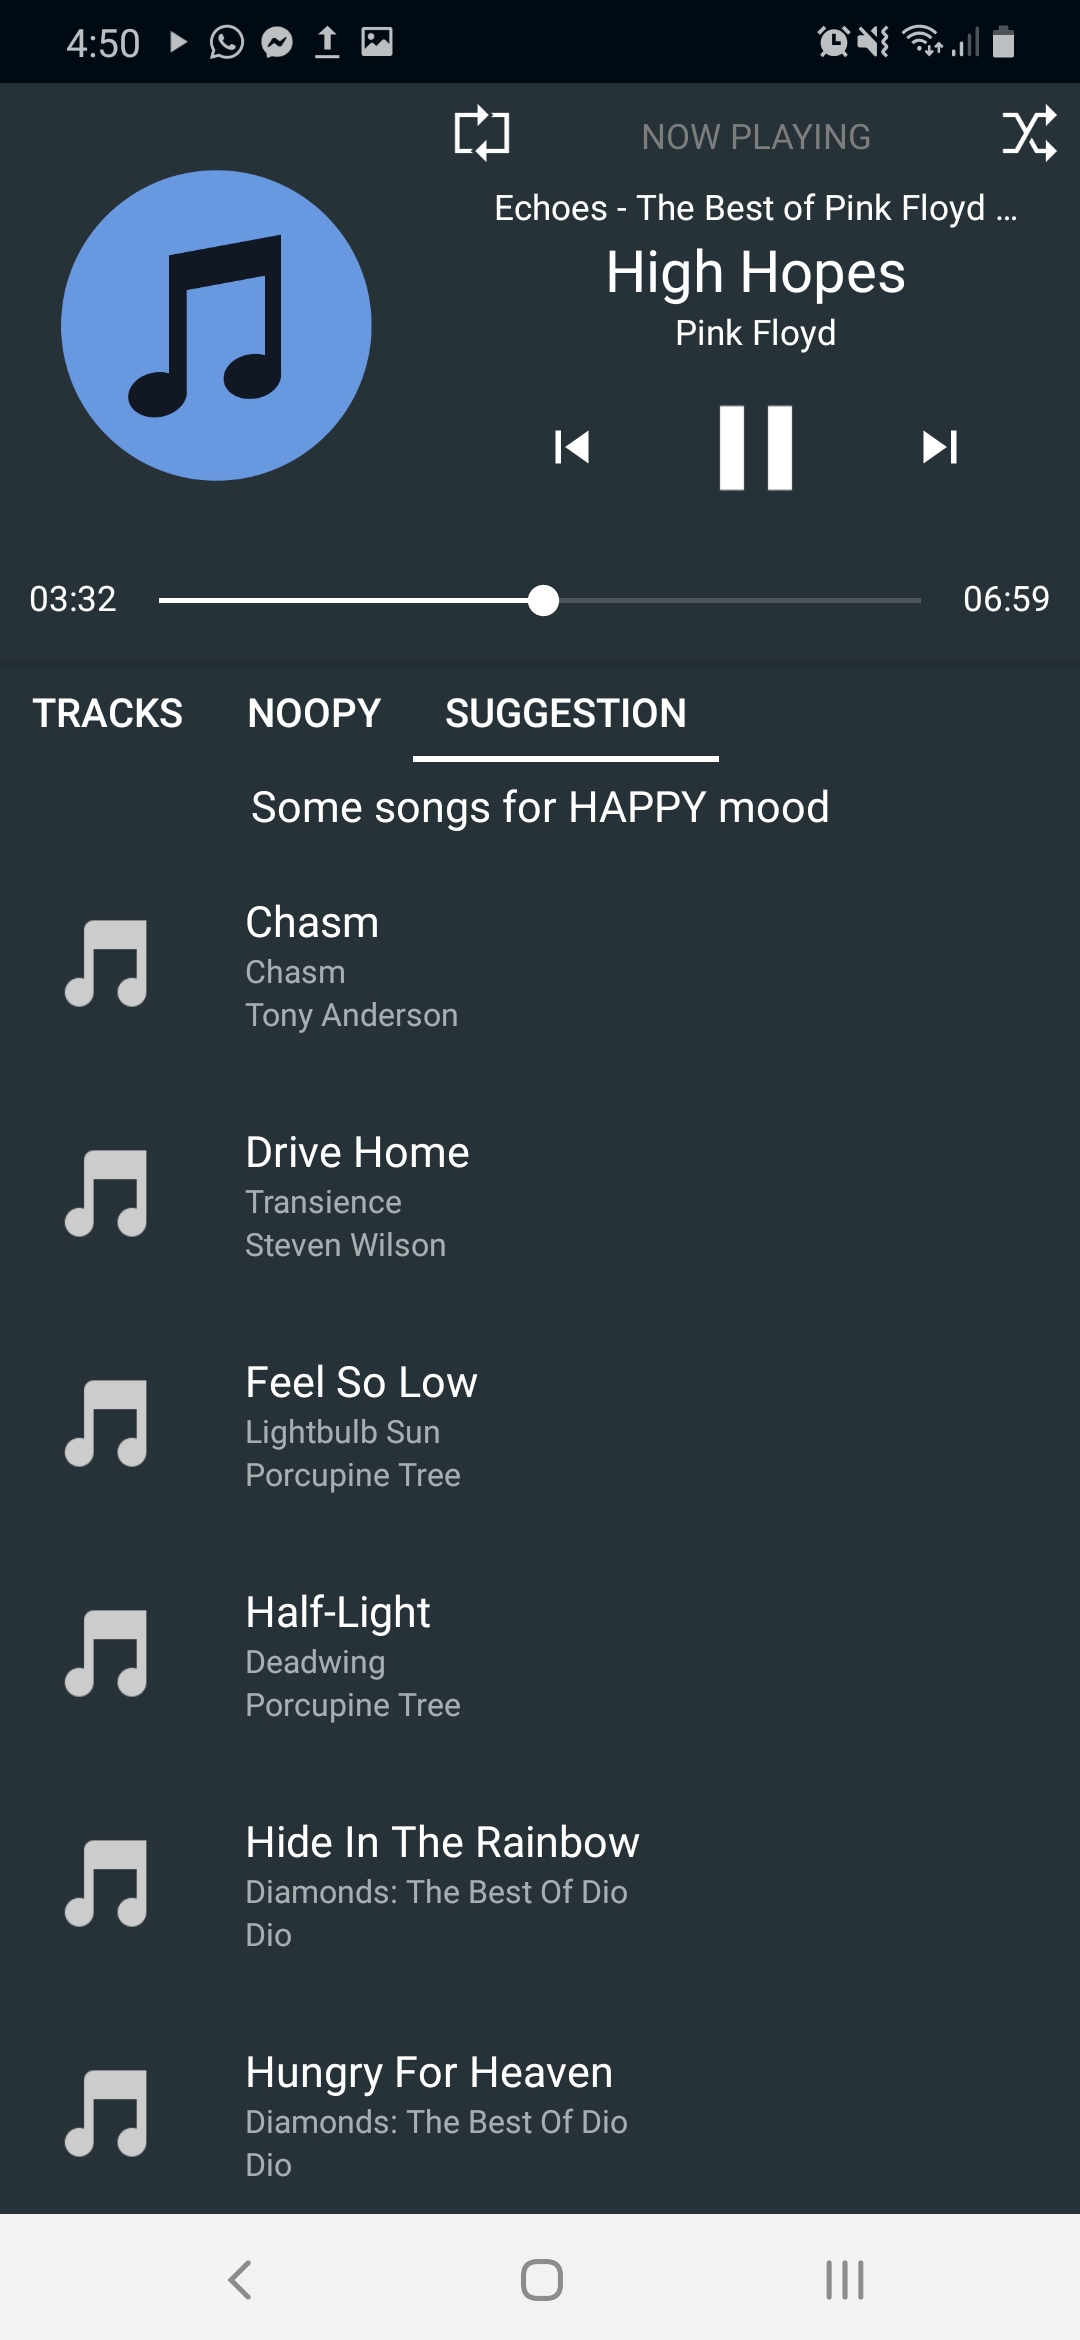 4:50
NOW PLAYING
Echoes - The Best of Pink Floyd ...
High Hopes
Pink Floyd
03:32
06:59
TRACKS NOOPY SUGGESTION
Some songs for HAPPY mood
Chasm
Chasm
Tony Anderson
Drive Home
Transience
Steven Wilson
Feel So Low
Lightbulb Sun
Porcupine Tree
Half-Light
Deadwing
Porcupine Tree
Hide In The Rainbow
Diamonds: The Best Of Dio
Dio
Hungry For Heaven
Diamonds: The Best Of Dio
Dio